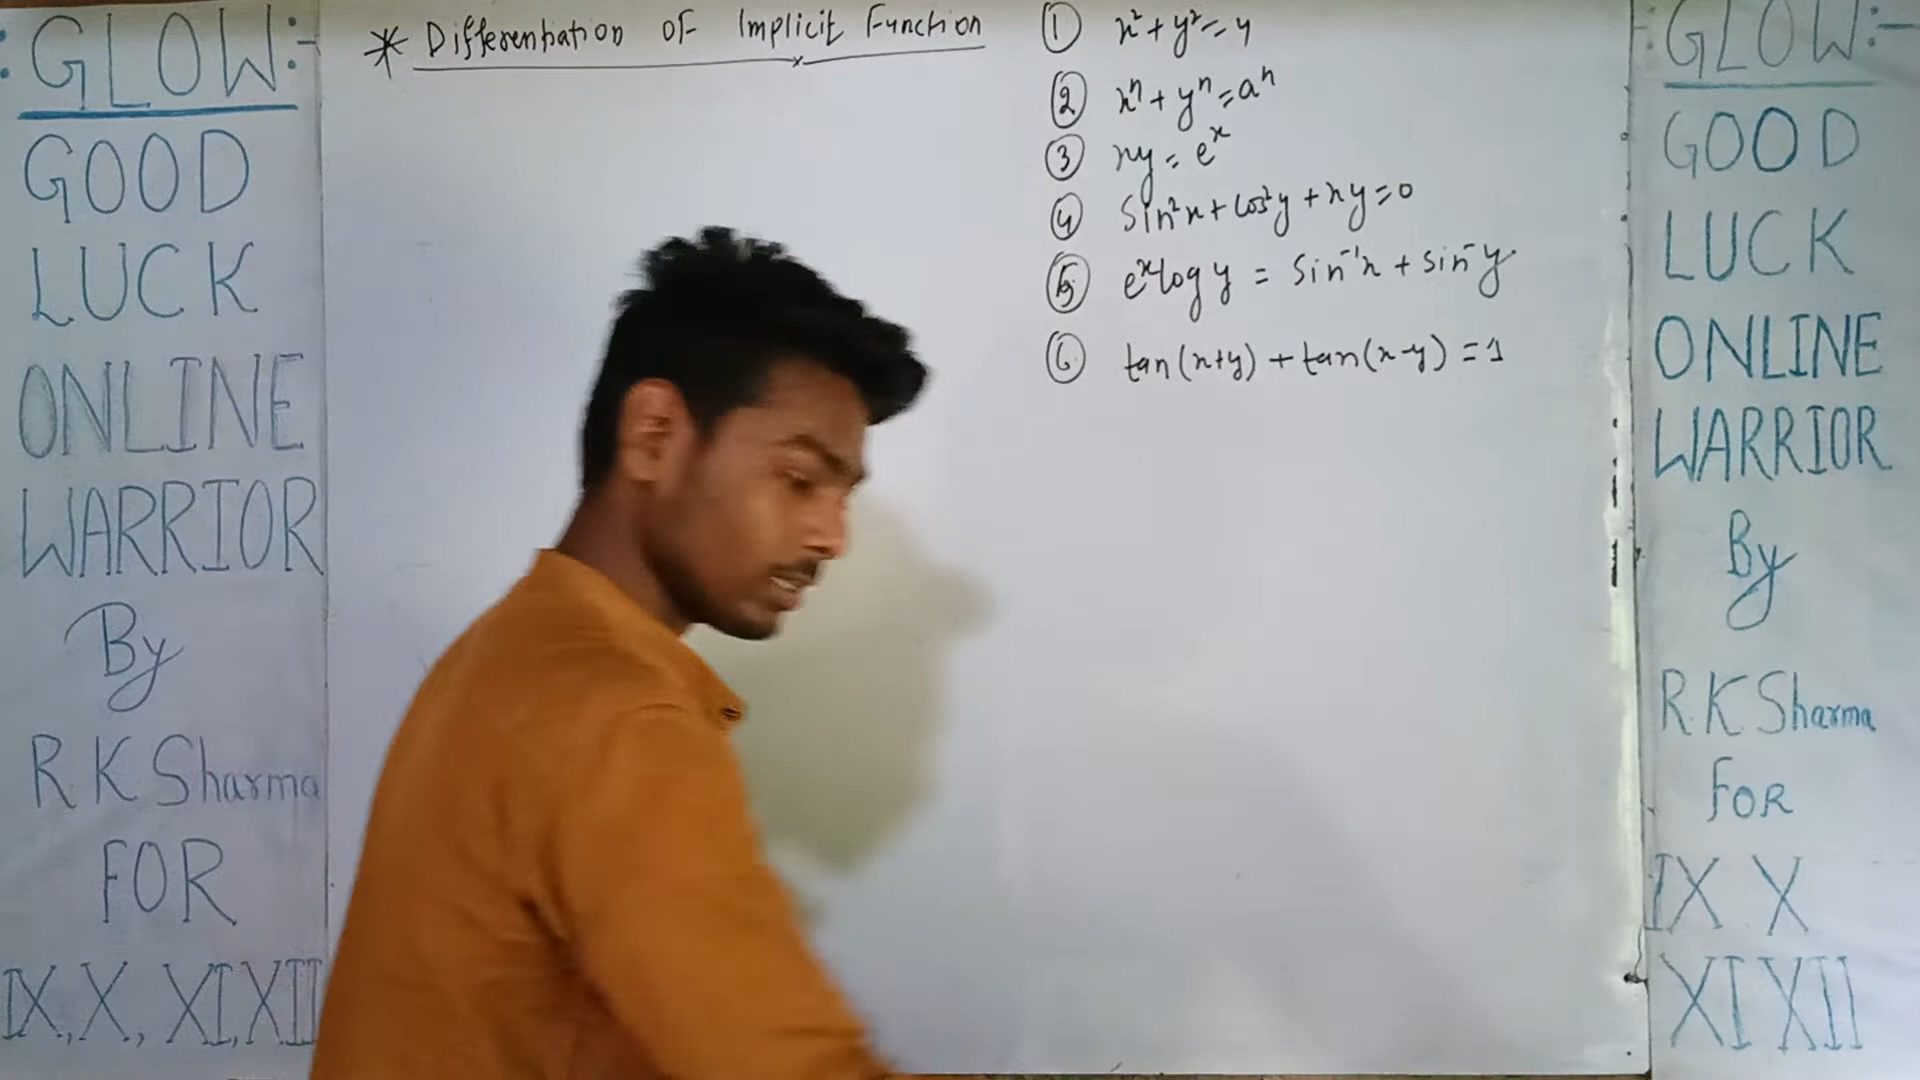 : GLOW:-
GOOD
LUCK
ONLINE
WARRIOR
By
R K Sharma
FOR
IX, X, XI, XII
* Differentiation OF Implicit Function
① x² + y² = 4
② xⁿ + yⁿ = aⁿ
③ xy = eˣ
④ Sin²x + Cos²y + xy = 0
⑤ eˣ log y = Sin⁻¹x + Sin⁻y
⑥ tan(x+y) + tan(x-y) = 1
: GLOW:-
GOOD
LUCK
ONLINE
WARRIOR
By
R. K Sharma
FOR
IX X
XI XII